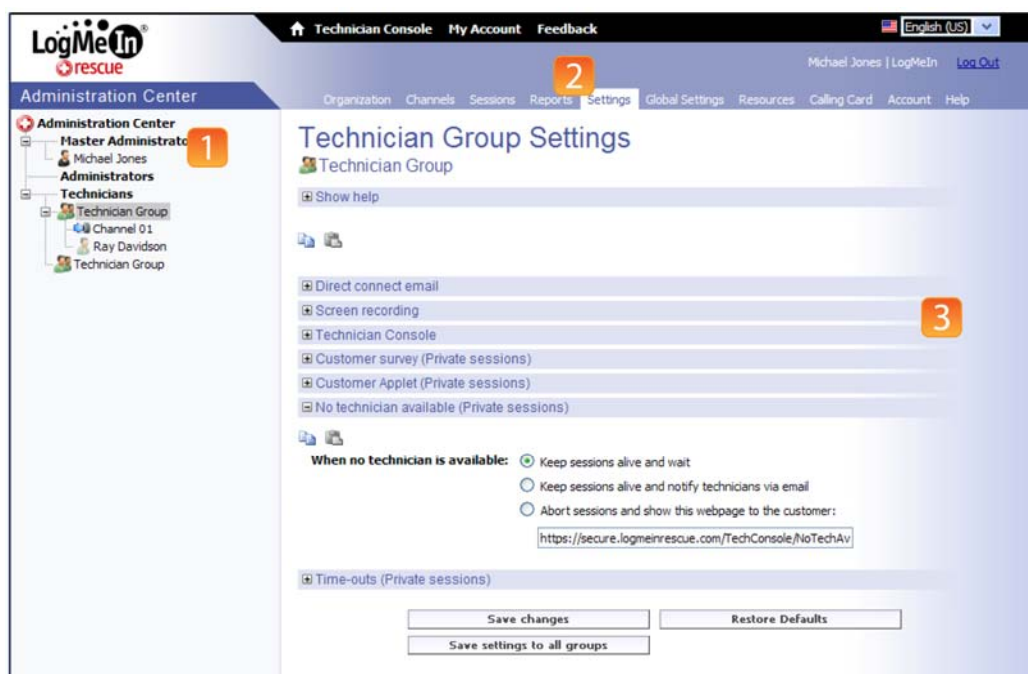 LogMeIn®
rescue
Technician Console My Account Feedback
English (US)
Michael Jones | LogMeIn Log Out
2
Administration Center
Organization Channels Sessions Reports Settings Global Settings Resources Calling Card Account Help
Administration Center
Master Administrato
1
Michael Jones
Administrators
Technicians
Technician Group
Channel 01
Ray Davidson
Technician Group
Technician Group Settings
Technician Group
Show help
Direct connect email
Screen recording
3
Technician Console
Customer survey (Private sessions)
Customer Applet (Private sessions)
No technician available (Private sessions)
When no technician is available: Keep sessions alive and wait
Keep sessions alive and notify technicians via email
Abort sessions and show this webpage to the customer:
https://secure.logmeinrescue.com/TechConsole/NoTechAv
Time-outs (Private sessions)
Save changes Restore Defaults
Save settings to all groups